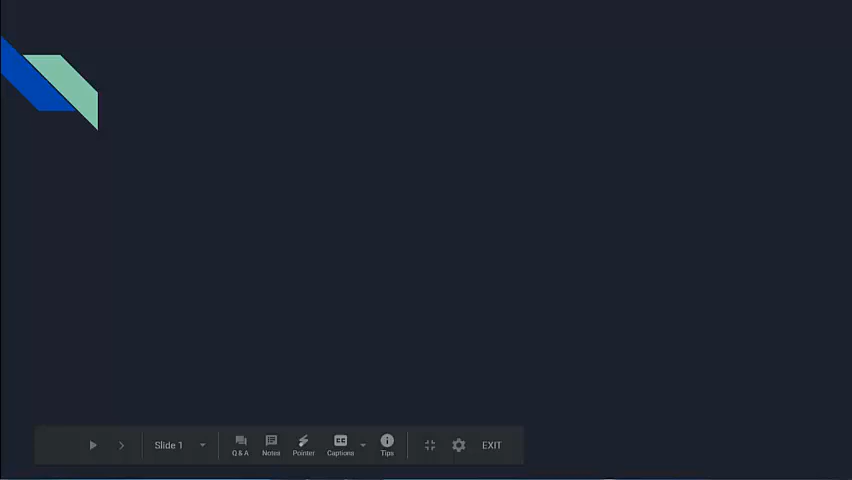 Slide 1
Q & A
Notes
Pointer
Captions
Tips
EXIT